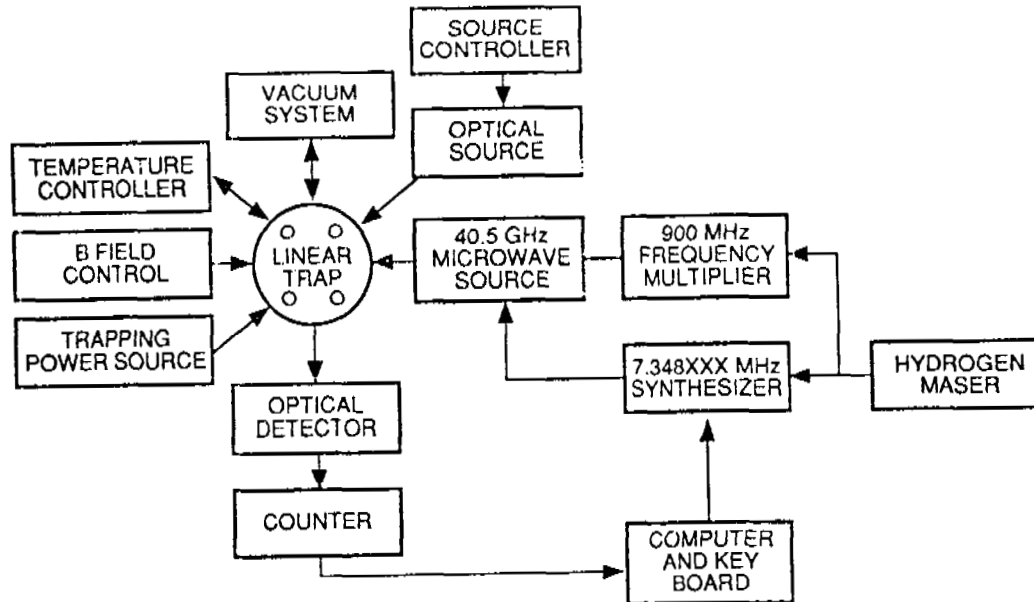 SOURCE
CONTROLLER
VACUUM
SYSTEM
OPTICAL
SOURCE
TEMPERATURE
CONTROLLER
B FIELD
CONTROL
TRAPPING
POWER SOURCE
LINEAR
TRAP
40.5 GHz
MICROWAVE
SOURCE
900 MHz
FREQUENCY
MULTIPLIER
7.348XXX MHz
SYNTHESIZER
HYDROGEN
MASER
OPTICAL
DETECTOR
COUNTER
COMPUTER
AND KEY
BOARD